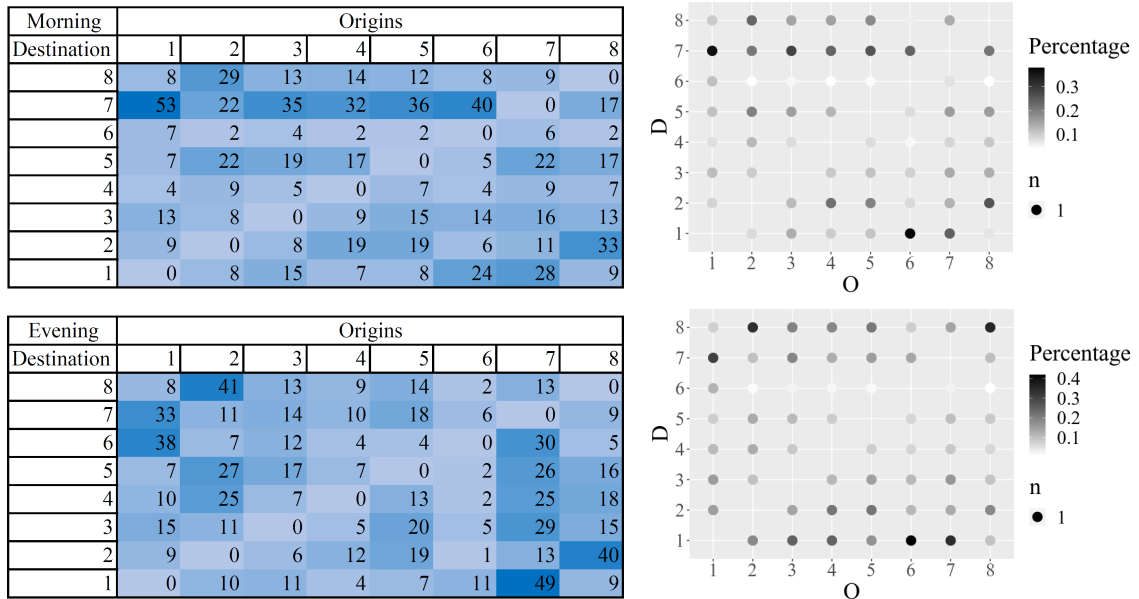 Morning Origins
Destination 1 2 3 4 5 6 7 8
8 8 29 13 14 12 8 9 0
7 53 22 35 32 36 40 0 17
6 7 2 4 2 2 0 6 2
5 7 22 19 17 0 5 22 17
4 4 9 5 0 7 4 9 7
3 13 8 0 9 15 14 16 13
2 9 0 8 19 19 6 11 33
1 0 8 15 7 8 24 28 9
8
7
6
5
4
3
2
1
D
1 2 3 4 5 6 7 8
O
Percentage
0.3
0.2
0.1
n
1
Evening Origins
Destination 1 2 3 4 5 6 7 8
8 8 41 13 9 14 2 13 0
7 33 11 14 10 18 6 0 9
6 38 7 12 4 4 0 30 5
5 7 27 17 7 0 2 26 16
4 10 25 7 0 13 2 25 18
3 15 11 0 5 20 5 29 15
2 9 0 6 12 19 1 13 40
1 0 10 11 4 7 11 49 9
8
7
6
5
4
3
2
1
D
1 2 3 4 5 6 7 8
O
Percentage
0.4
0.3
0.2
0.1
n
1